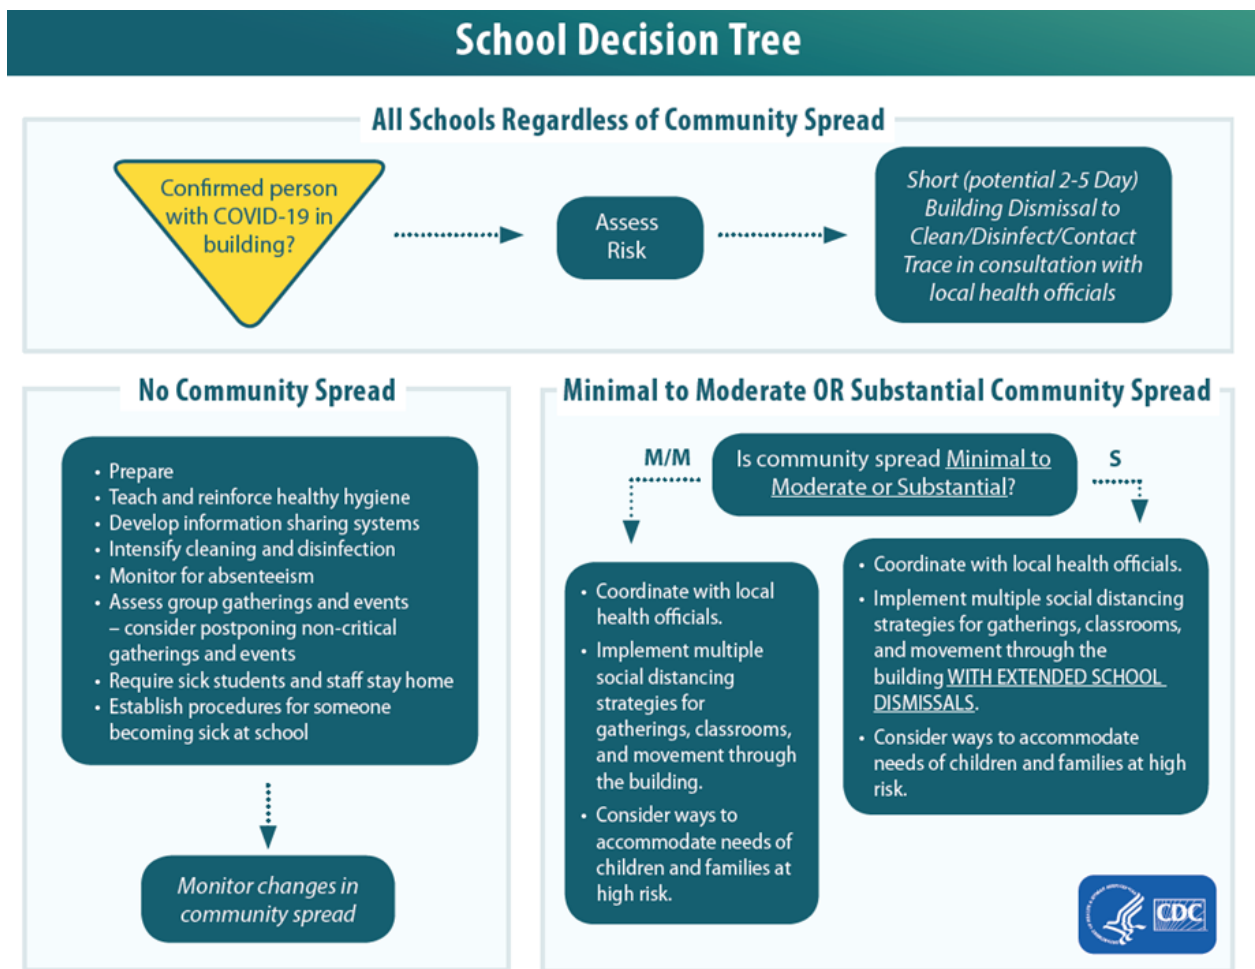 School Decision Tree
All Schools Regardless of Community Spread
Confirmed person
with COVID-19 in
building?
Assess
Risk
Short (potential 2-5 Day)
Building Dismissal to
Clean/Disinfect/Contact
Trace in consultation with
local health officials
No Community Spread
• Prepare
• Teach and reinforce healthy hygiene
• Develop information sharing systems
• Intensify cleaning and disinfection
• Monitor for absenteeism
• Assess group gatherings and events
– consider postponing non-critical
gatherings and events
• Require sick students and staff stay home
• Establish procedures for someone
becoming sick at school
Monitor changes in
community spread
Minimal to Moderate OR Substantial Community Spread
M/M
Is community spread Minimal to
Moderate or Substantial?
S
• Coordinate with local
health officials.
• Implement multiple
social distancing
strategies for
gatherings, classrooms,
and movement through
the building.
• Consider ways to
accommodate needs of
children and families at
high risk.
• Coordinate with local health officials.
• Implement multiple social distancing
strategies for gatherings, classrooms,
and movement through the
building WITH EXTENDED SCHOOL
DISMISSALS.
• Consider ways to accommodate
needs of children and families at high
risk.
CDC